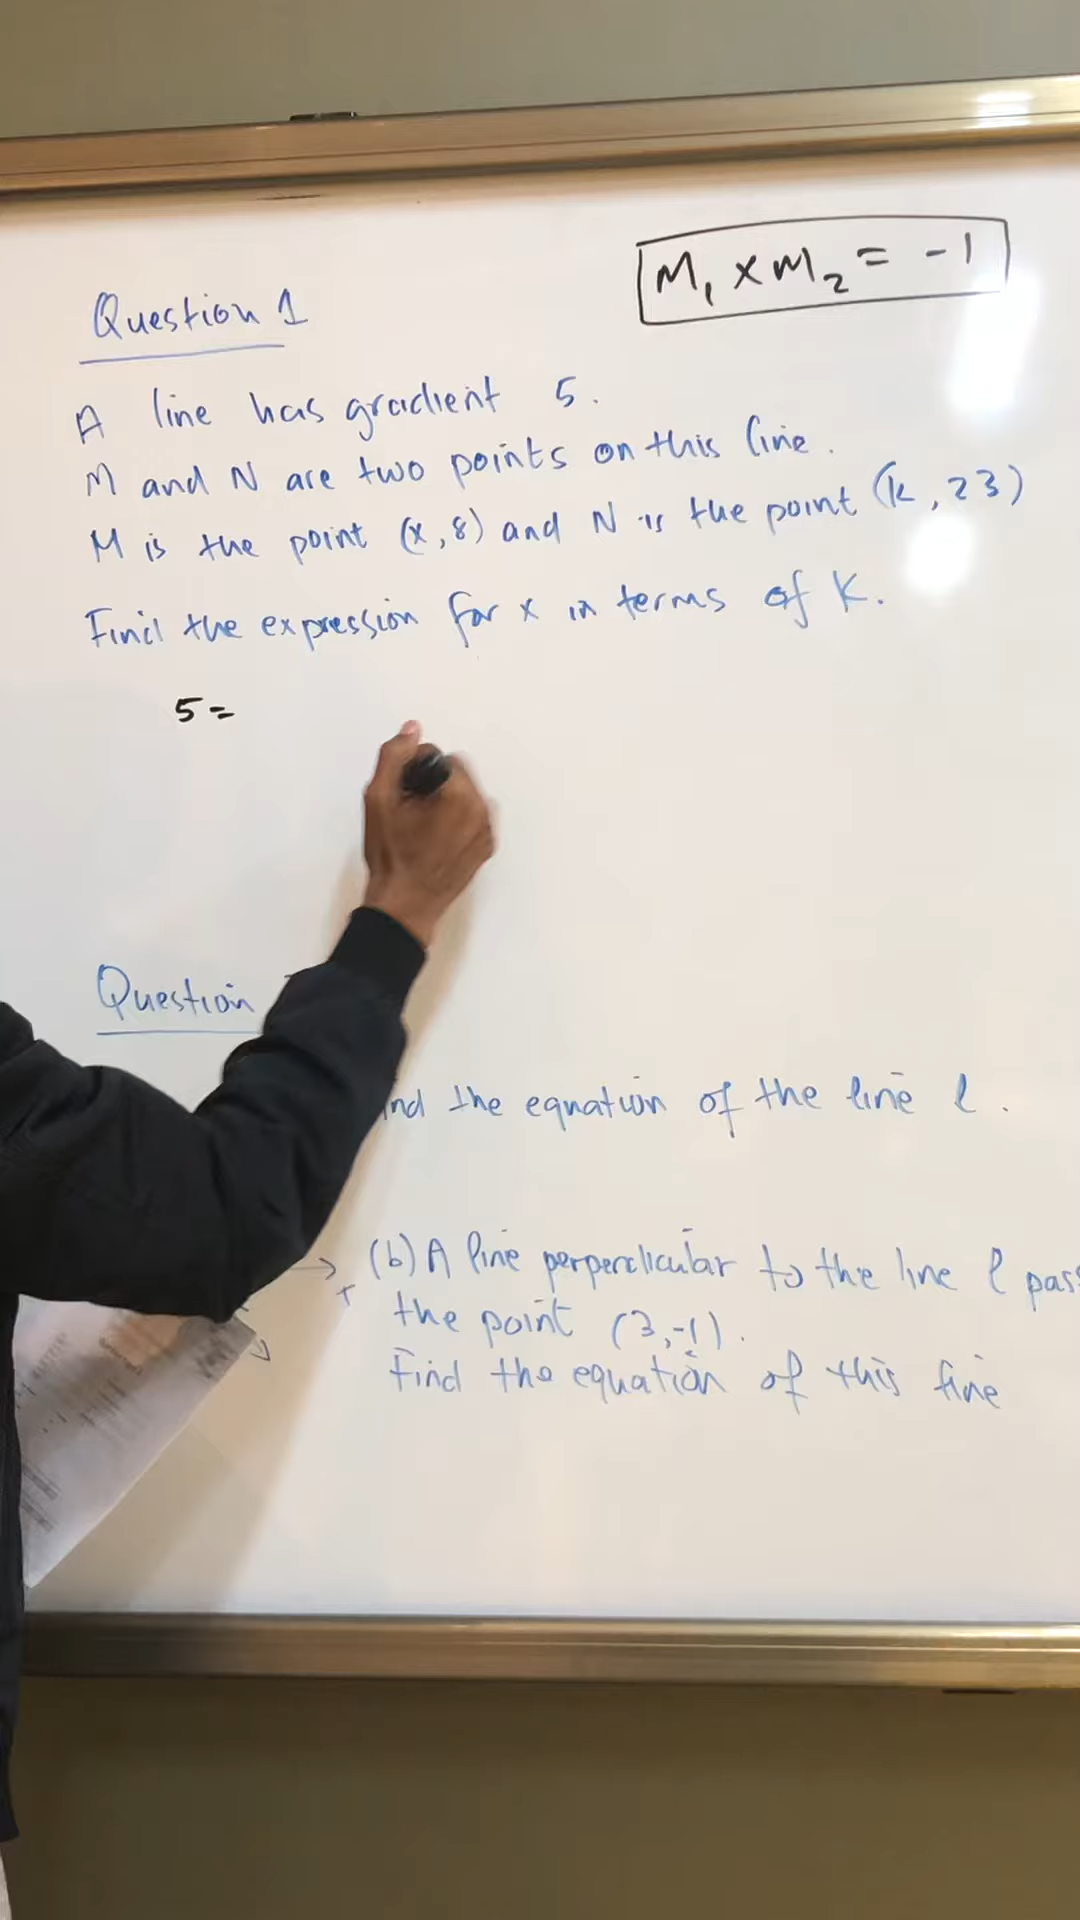 M₁ x M₂ = -1
Question 1
A line has gradient 5.
M and N are two points on this line.
M is the point (x,8) and N is the point (k,23)
Find the expression for x in terms of K.
5=
Question
ind the equation of the line l.
(b) A line perpendicular to the line l pass
the point (3,-1).
Find the equation of this line